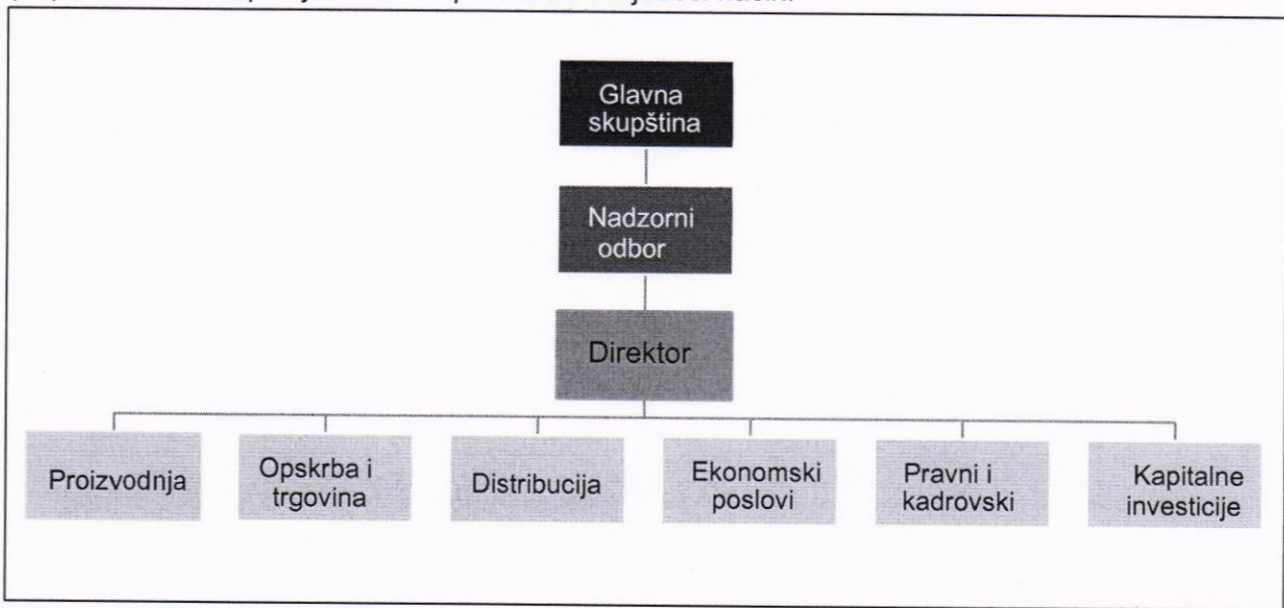 Glavna
skupština
Nadzorni
odbor
Direktor
Proizvodnja
Opskrba i
trgovina
Distribucija
Ekonomski
poslovi
Pravni i
kadrovski
Kapitalne
investicije